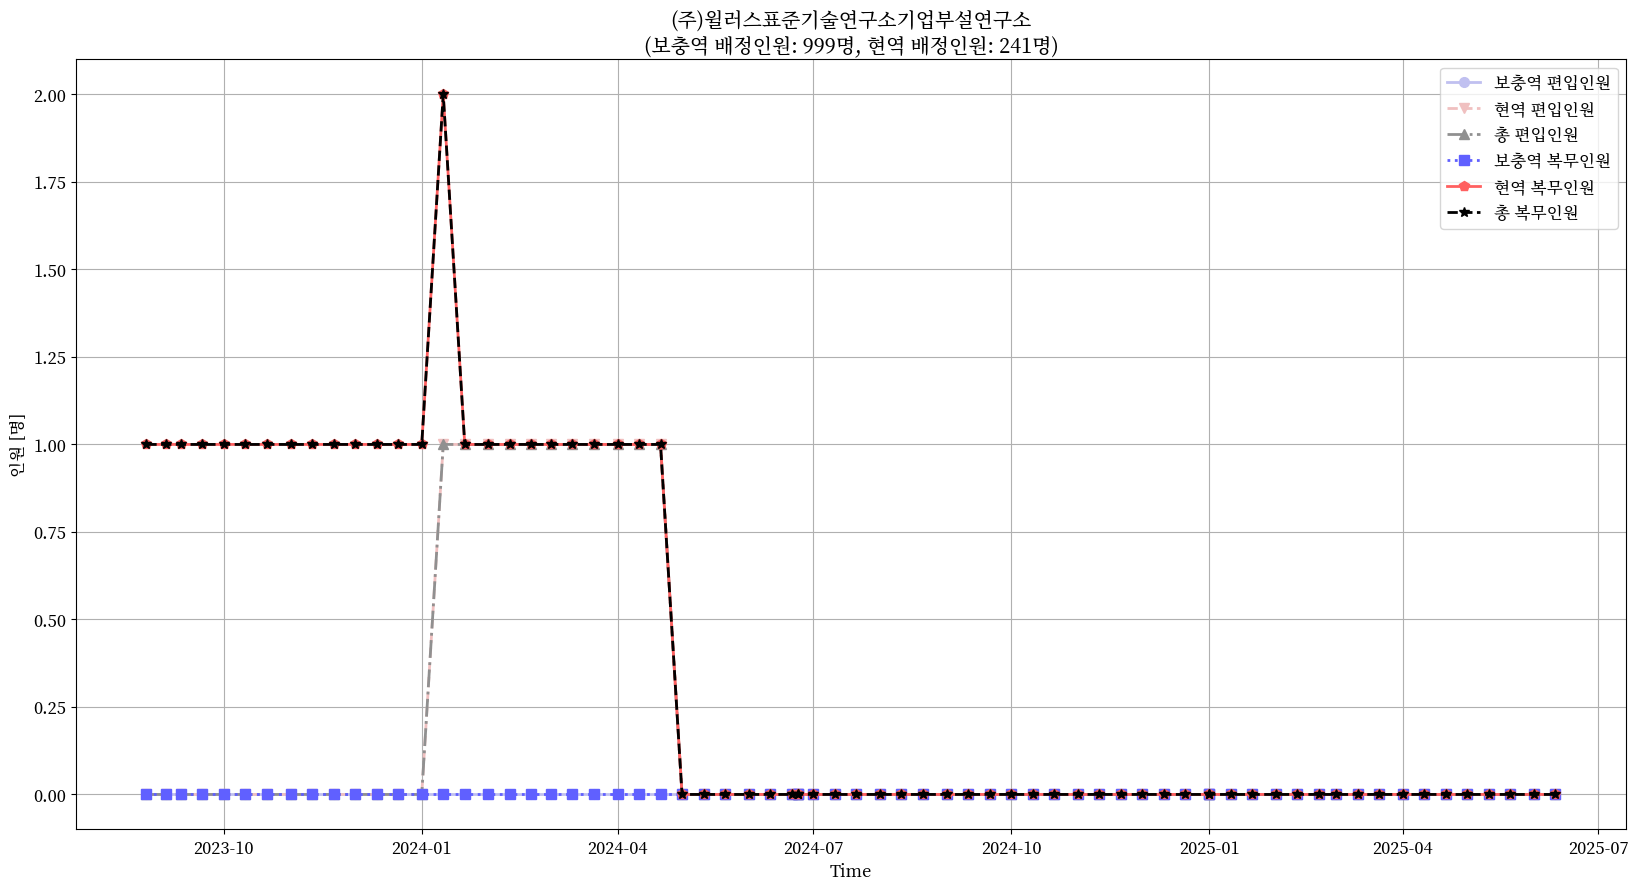 (주)윌러스표준기술연구소기업부설연구소
(보충역 배정인원: 999명, 현역 배정인원: 241명)
보충역 편입인원
현역 편입인원
총 편입인원
보충역 복무인원
현역 복무인원
총 복무인원
2.00
1.75
1.50
1.25
1.00
0.75
0.50
0.25
0.00
인원 [명]
2023-10
2024-01
2024-04
2024-07
2024-10
2025-01
2025-04
2025-07
Time